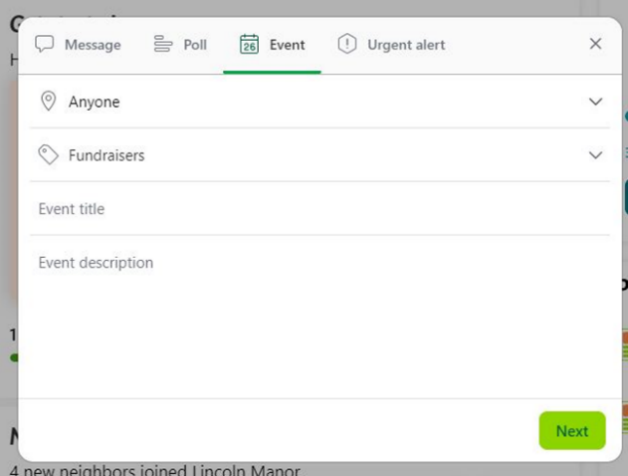 Message Poll 26 Event Urgent alert
Anyone
Fundraisers
Event title
Event description
1
Next
4 new neighbors joined Lincoln Manor.